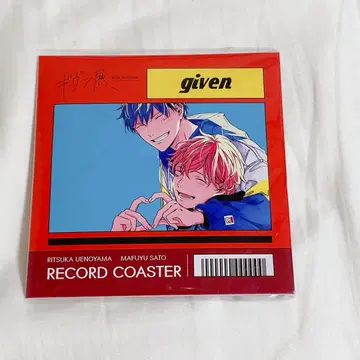 ギヴン展
given
RITSUKA UENOYAMA MAFUYU SATO
RECORD COASTER